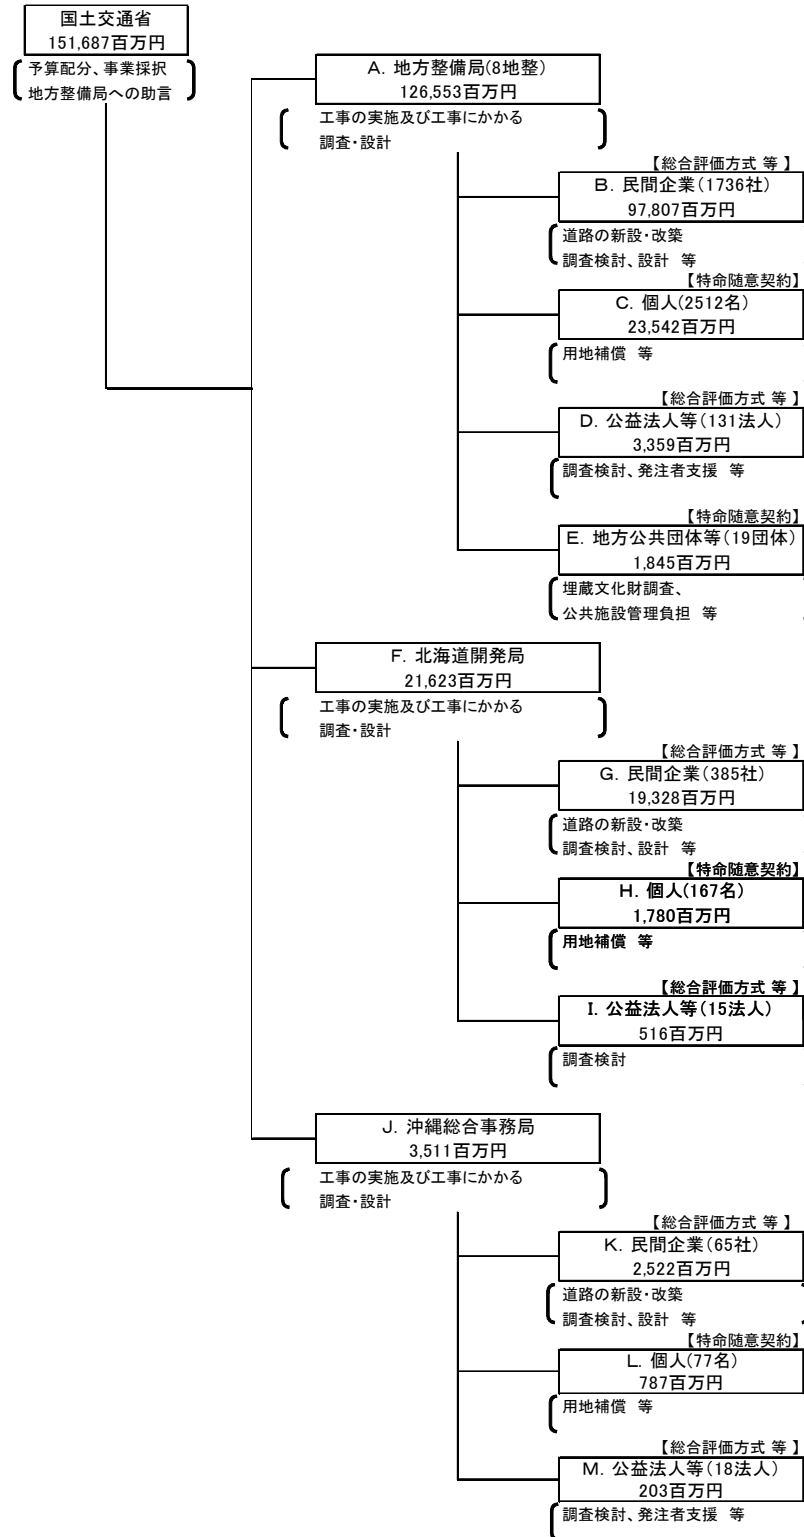 国土交通省
151,687百万円
予算配分、事業採択
地方整備局への助言
A. 地方整備局(8地整)
126,553百万円
工事の実施及び工事にかかる
調査・設計
【総合評価方式 等 】
B. 民間企業(1736社)
97,807百万円
道路の新設・改築
調査検討、設計 等
【特命随意契約】
C. 個人(2512名)
23,542百万円
用地補償 等
【総合評価方式 等 】
D. 公益法人等(131法人)
3,359百万円
調査検討、発注者支援 等
【特命随意契約】
E. 地方公共団体等(19団体)
1,845百万円
埋蔵文化財調査、
公共施設管理負担 等
F. 北海道開発局
21,623百万円
工事の実施及び工事にかかる
調査・設計
【総合評価方式 等 】
G. 民間企業(385社)
19,328百万円
道路の新設・改築
調査検討、設計 等
【特命随意契約】
H. 個人(167名)
1,780百万円
用地補償 等
【総合評価方式 等 】
I. 公益法人等(15法人)
516百万円
調査検討
J. 沖縄総合事務局
3,511百万円
工事の実施及び工事にかかる
調査・設計
【総合評価方式 等 】
K. 民間企業(65社)
2,522百万円
道路の新設・改築
調査検討、設計 等
【特命随意契約】
L. 個人(77名)
787百万円
用地補償 等
【総合評価方式 等 】
M. 公益法人等(18法人)
203百万円
調査検討、発注者支援 等